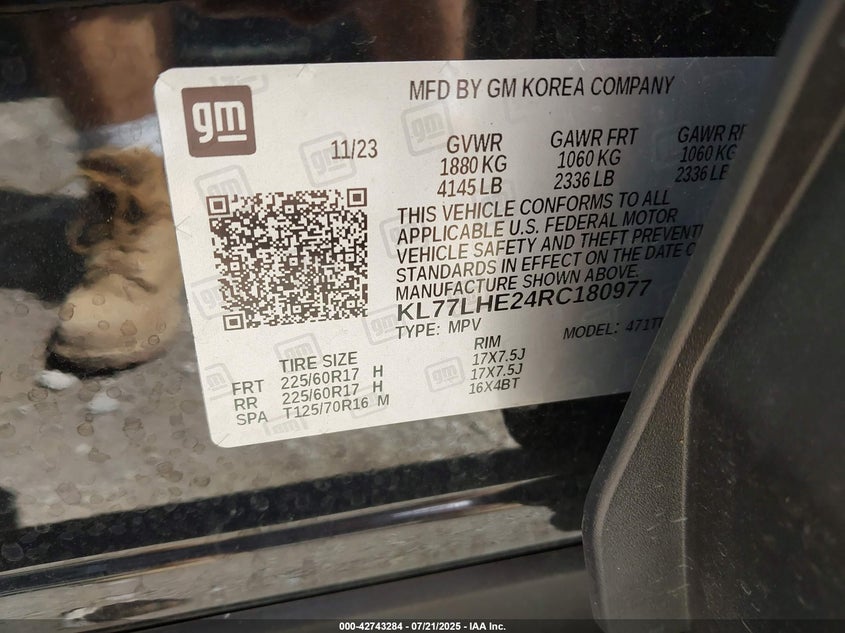 gm
MFD BY GM KOREA COMPANY
11/23
GVWR GAWR FRT GAWR
1880 KG 1060 KG 1060 KG
4145 LB 2336 LB 2336 LB
THIS VEHICLE CONFORMS TO ALL
APPLICABLE U.S. FEDERAL MOTOR
VEHICLE SAFETY AND THEFT
STANDARDS IN EFFECT ON THE DATE
MANUFACTURE SHOWN ABOVE.
KL77LHE24RC180977
TYPE: MPV MODEL:
TIRE SIZE RIM
FRT 225/60R17 H 17X7.5J
RR 225/60R17 H 17X7.5J
SPA T125/70R16 M 16X4BT
000-42743284 - 07/21/2025 - IAA Inc.